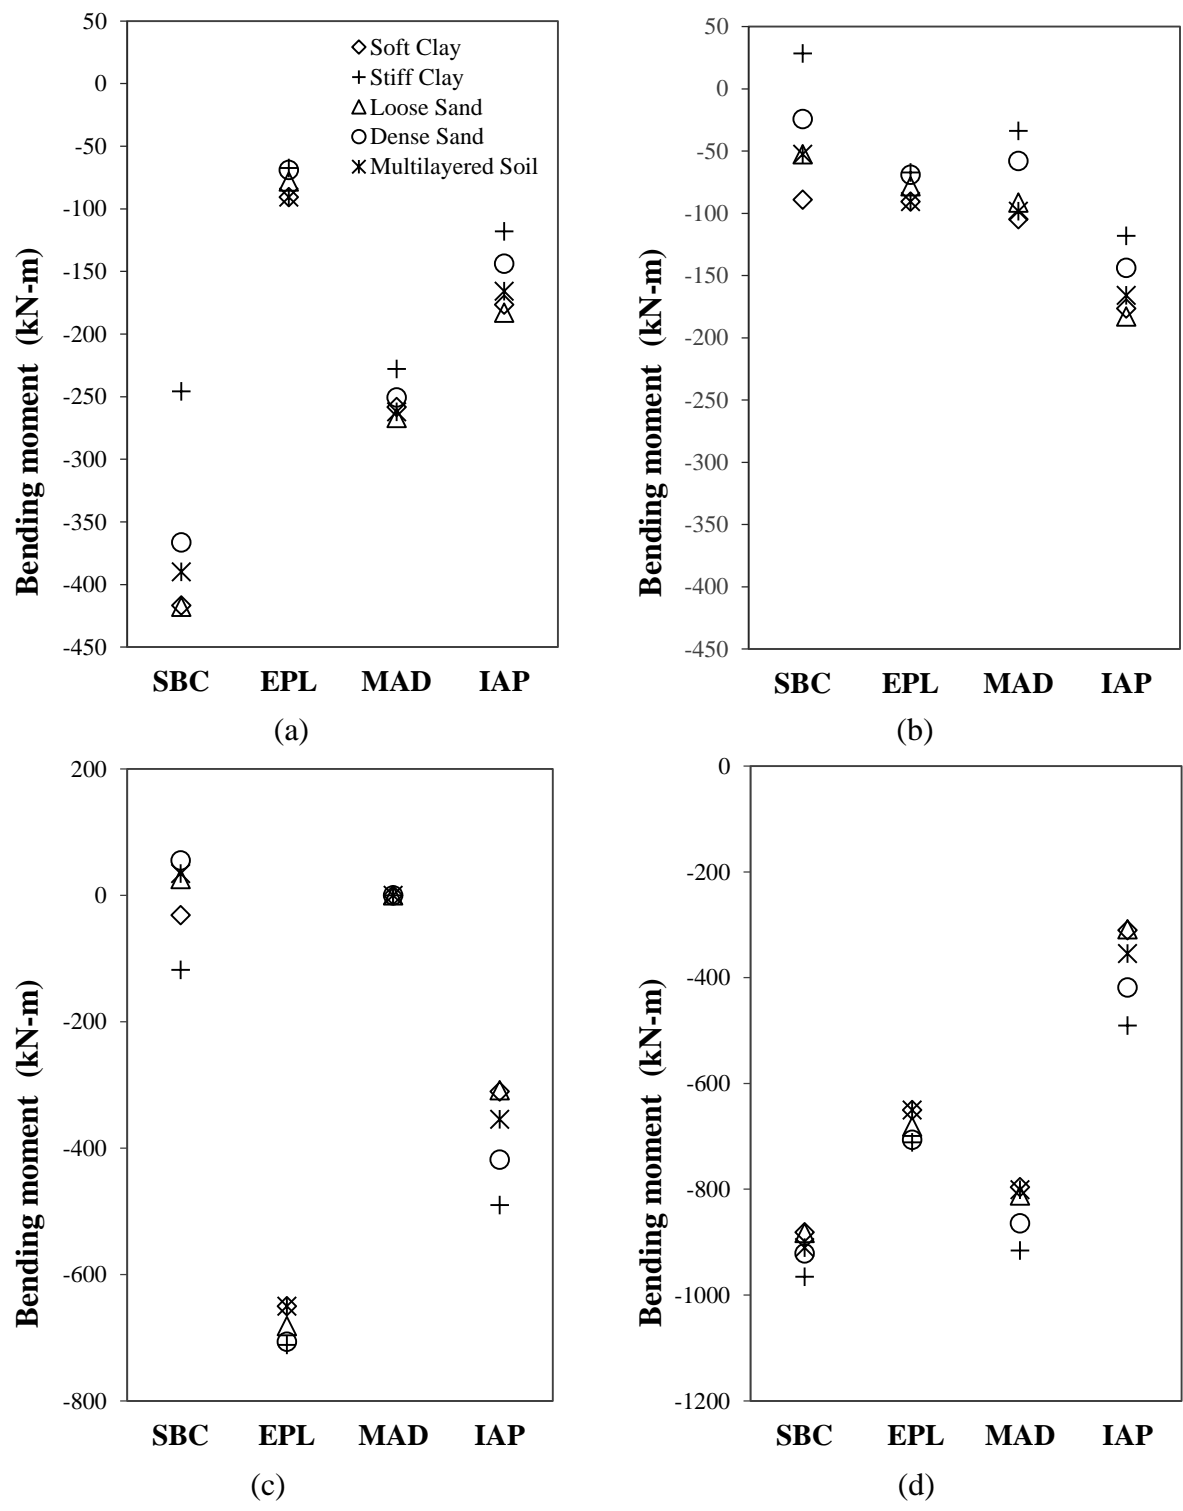 50
0
-50
-100
-150
-200
-250
-300
-350
-400
-450
Bending moment (kN-m)
Soft Clay
Stiff Clay
Loose Sand
Dense Sand
Multilayered Soil
SBC EPL MAD IAP
(a)
50
0
-50
-100
-150
-200
-250
-300
-350
-400
-450
Bending moment (kN-m)
SBC EPL MAD IAP
(b)
200
0
-200
-400
-600
-800
Bending moment (kN-m)
SBC EPL MAD IAP
(c)
0
-200
-400
-600
-800
-1000
-1200
Bending moment (kN-m)
SBC EPL MAD IAP
(d)